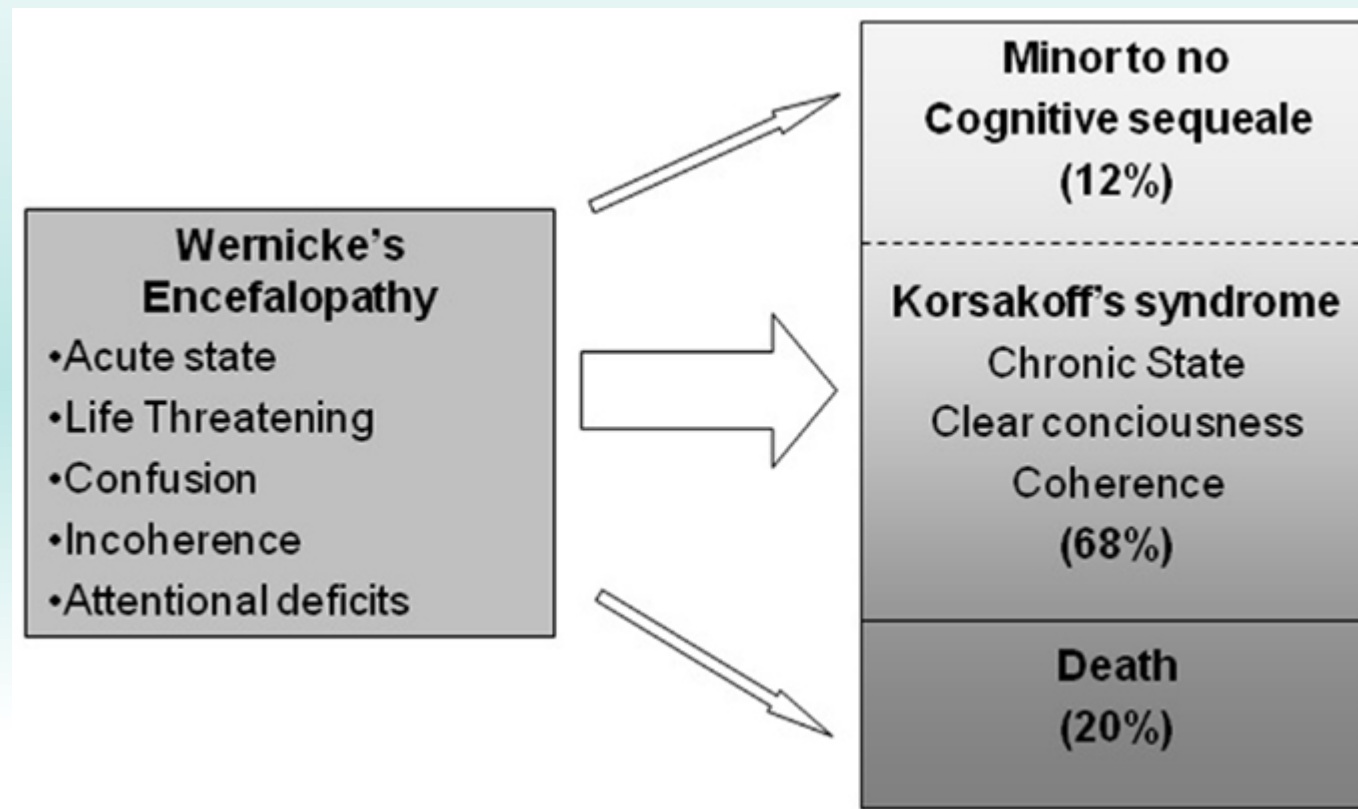 Wernicke's
Encefalopathy
•Acute state
•Life Threatening
•Confusion
•Incoherence
•Attentional deficits
Minor to no
Cognitive sequeale
(12%)
Korsakoff's syndrome
Chronic State
Clear conciousness
Coherence
(68%)
Death
(20%)